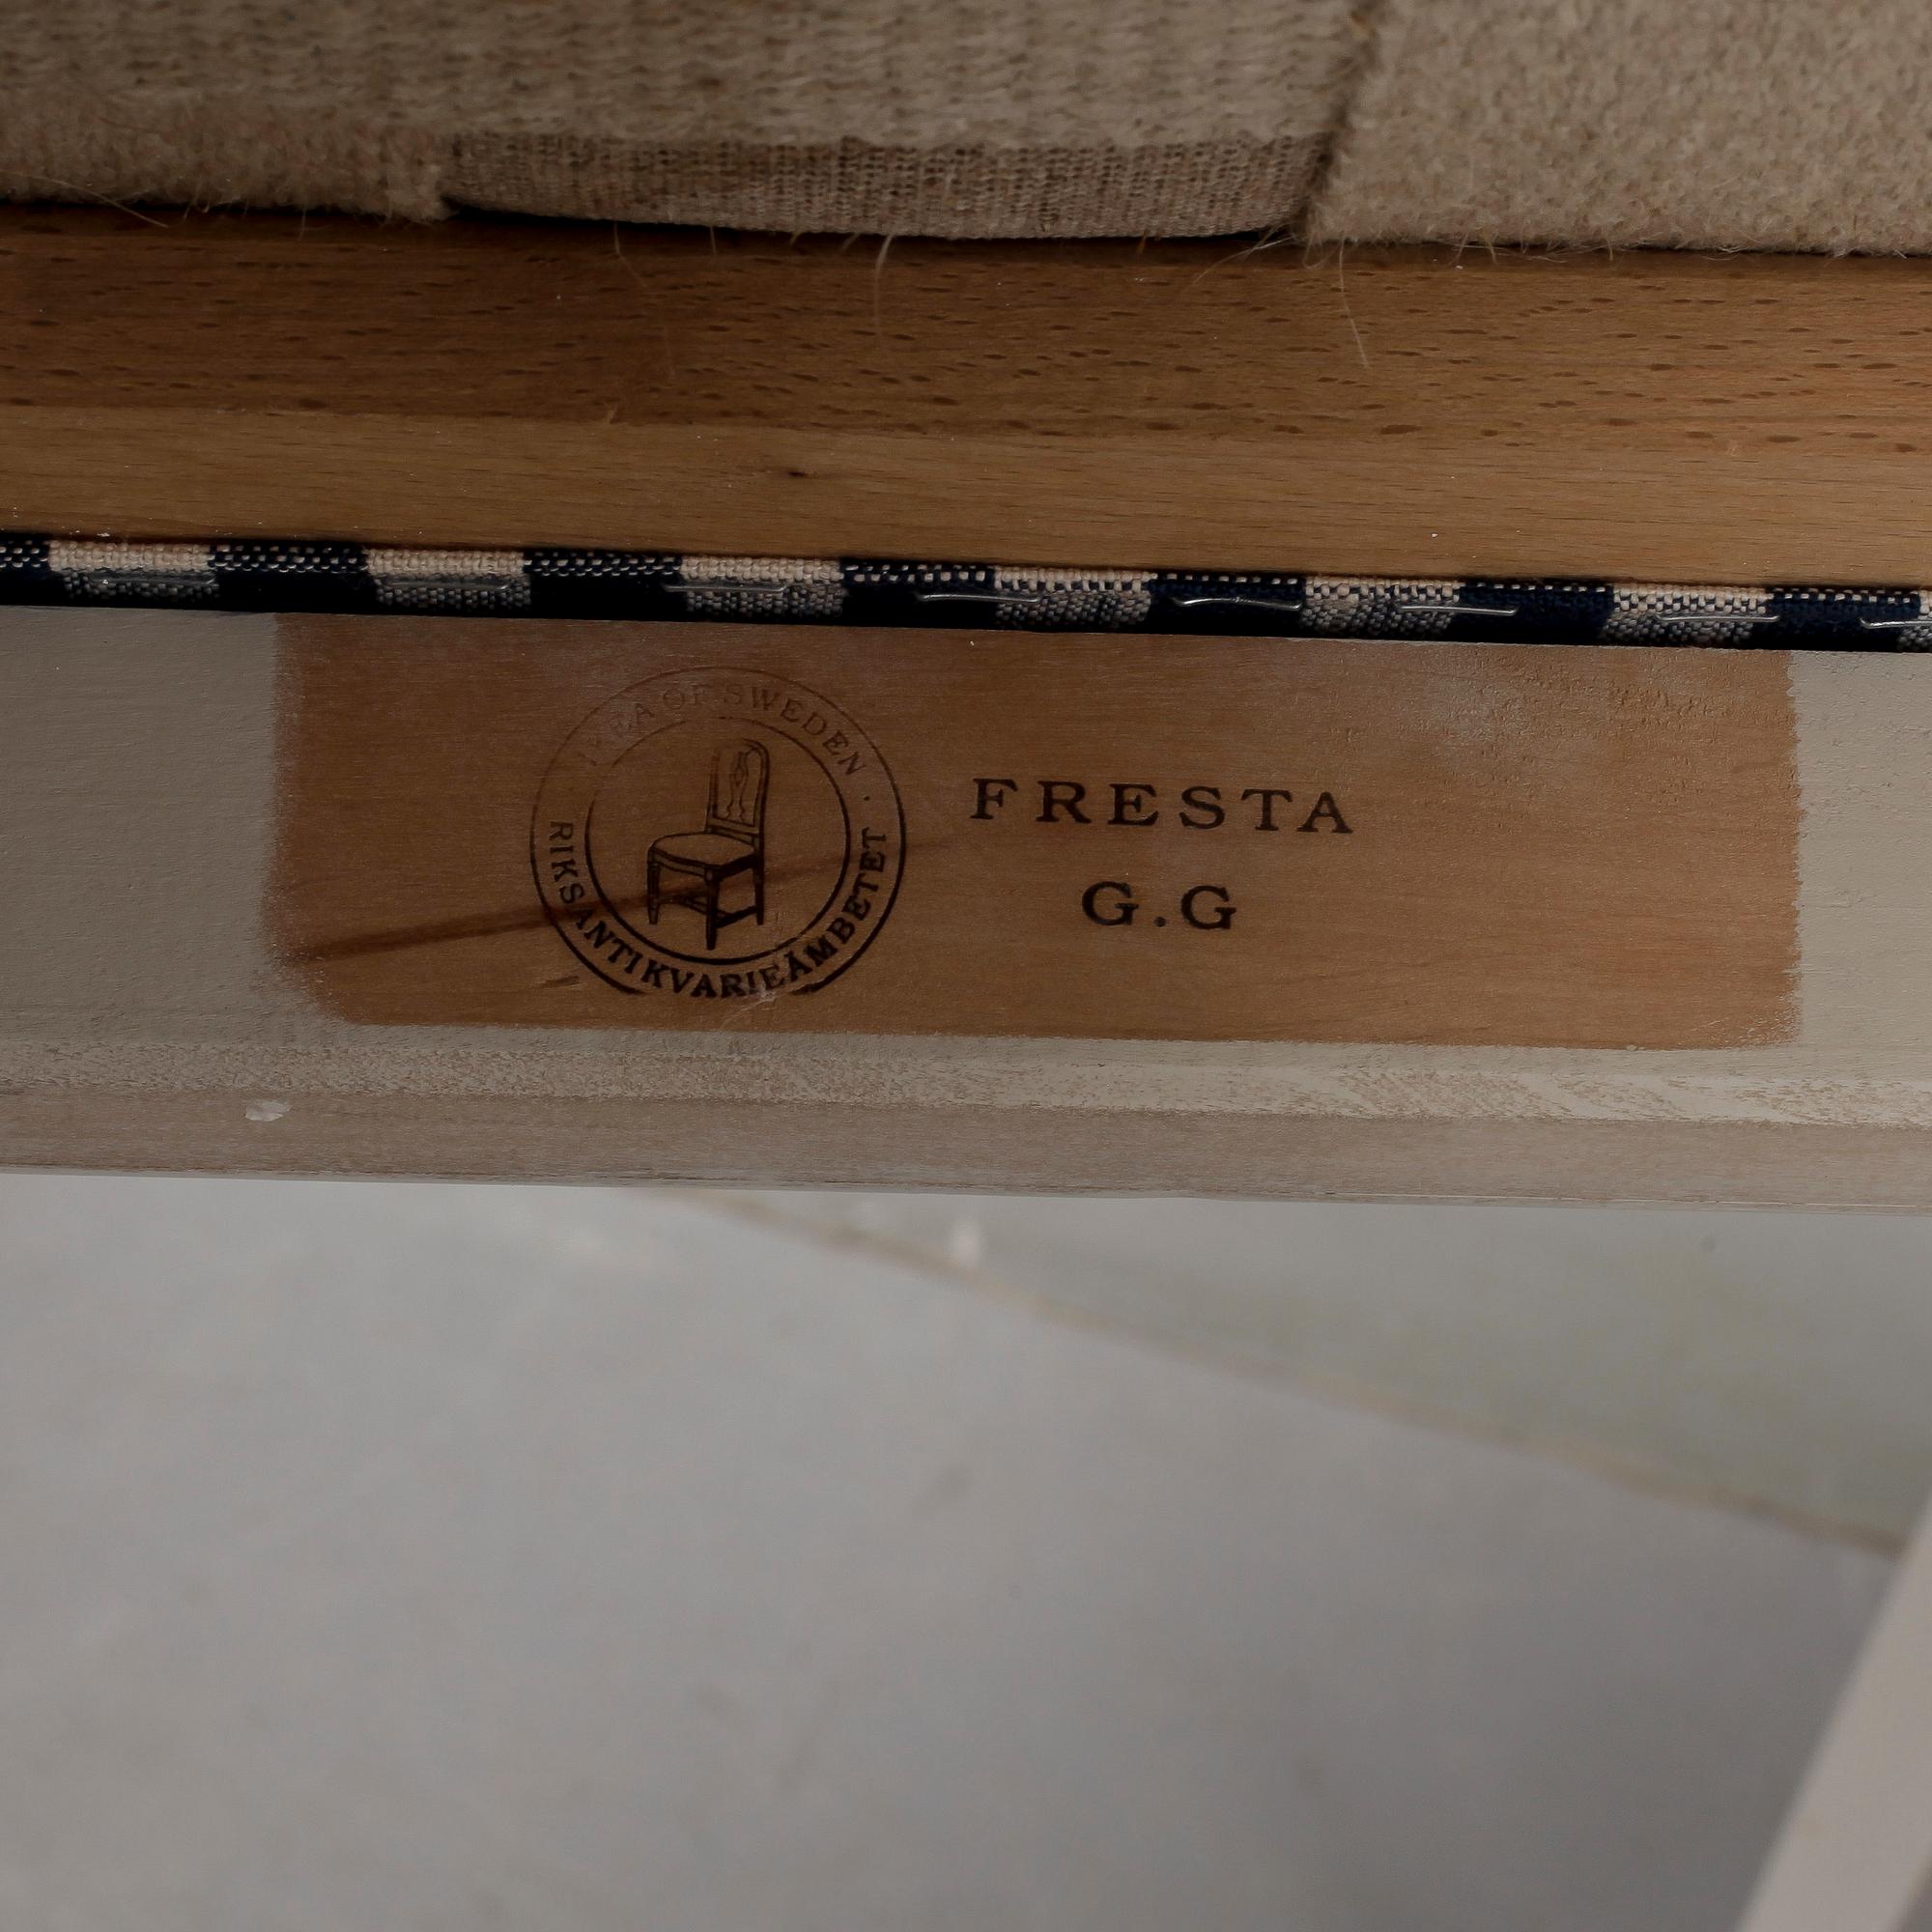 IKEA OF SWEDEN ·
RIKSANTIKVARIEÄMBETET
FRESTA
G.G